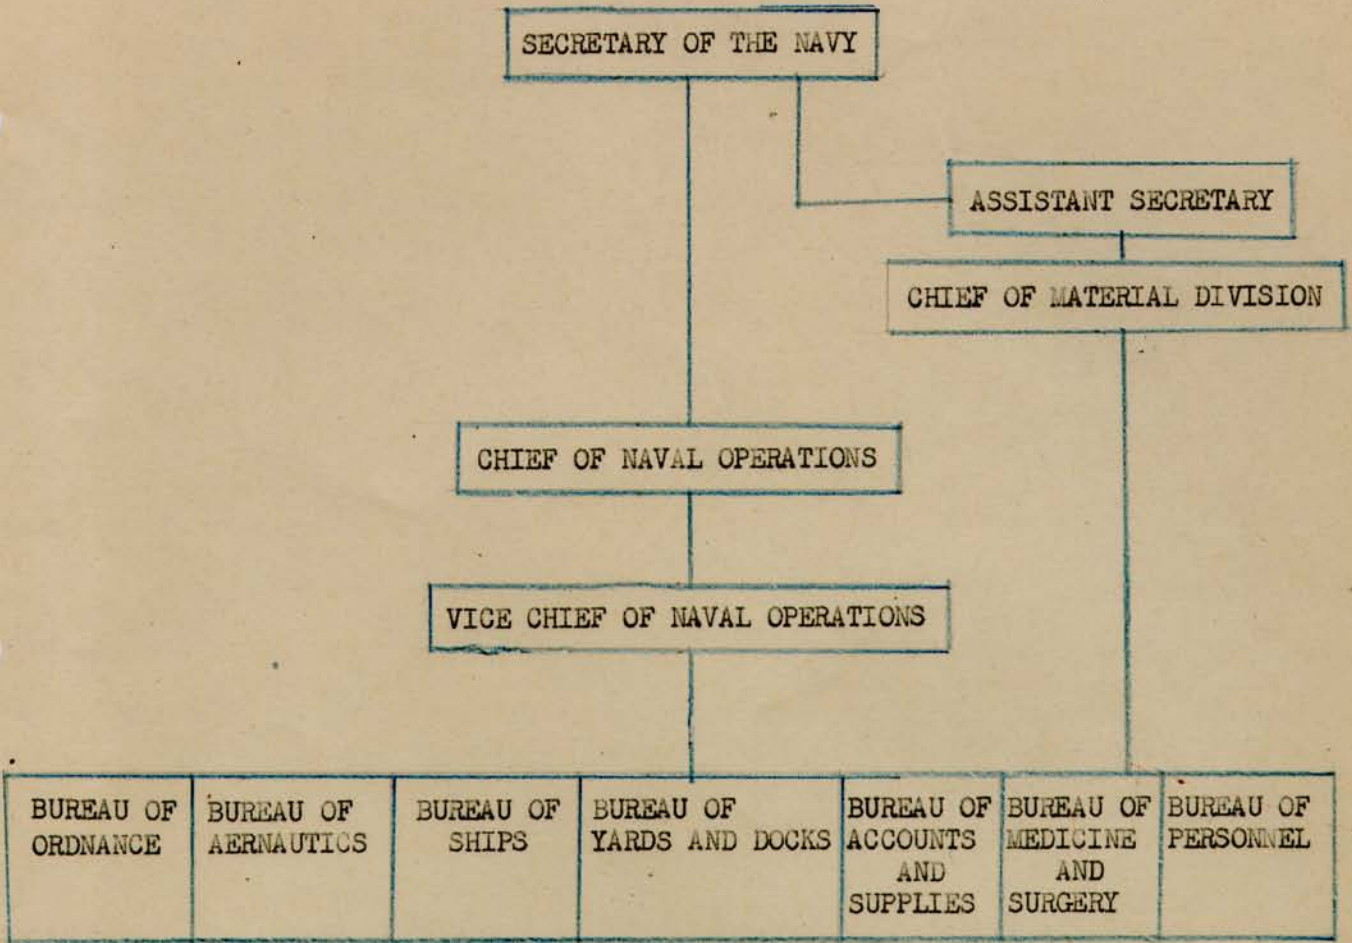 SECRETARY OF THE NAVY
ASSISTANT SECRETARY
CHIEF OF MATERIAL DIVISION
CHIEF OF NAVAL OPERATIONS
VICE CHIEF OF NAVAL OPERATIONS
BUREAU OF
ORDNANCE
BUREAU OF
AERNAUTICS
BUREAU OF
SHIPS
BUREAU OF
YARDS AND DOCKS
BUREAU OF
ACCOUNTS
AND
SUPPLIES
BUREAU OF
MEDICINE
AND
SURGERY
BUREAU OF
PERSONNEL